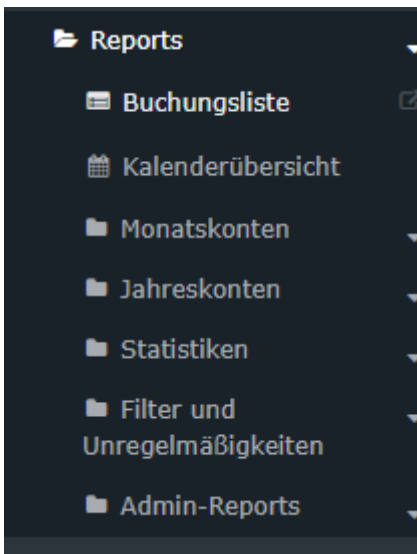 Reports
Buchungsliste
Kalenderübersicht
Monatskonten
Jahreskonten
Statistiken
Filter und
Unregelmäßigkeiten
Admin-Reports